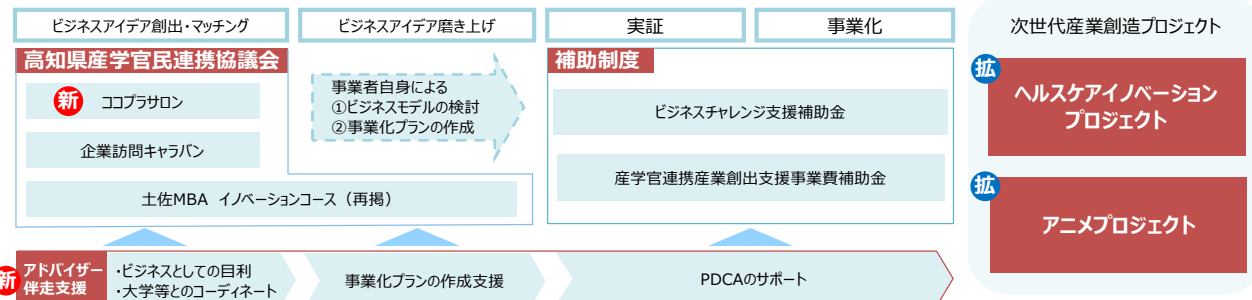 ビジネスアイデア創出・マッチング
ビジネスアイデア磨き上げ
実証
事業化
高知県産学官民連携協議会
新
ココプラサロン
企業訪問キャラバン
土佐MBA イノベーションコース（再掲）
事業者自身による
①ビジネスモデルの検討
②事業化プランの作成
補助制度
ビジネスチャレンジ支援補助金
産学官連携産業創出支援事業費補助金
新
アドバイザー
伴走支援
・ビジネスとしての目利
・大学等とのコーディネート
事業化プランの作成支援
PDCAのサポート
次世代産業創造プロジェクト
拡
ヘルスケアイノベーション
プロジェクト
拡
アニメプロジェクト